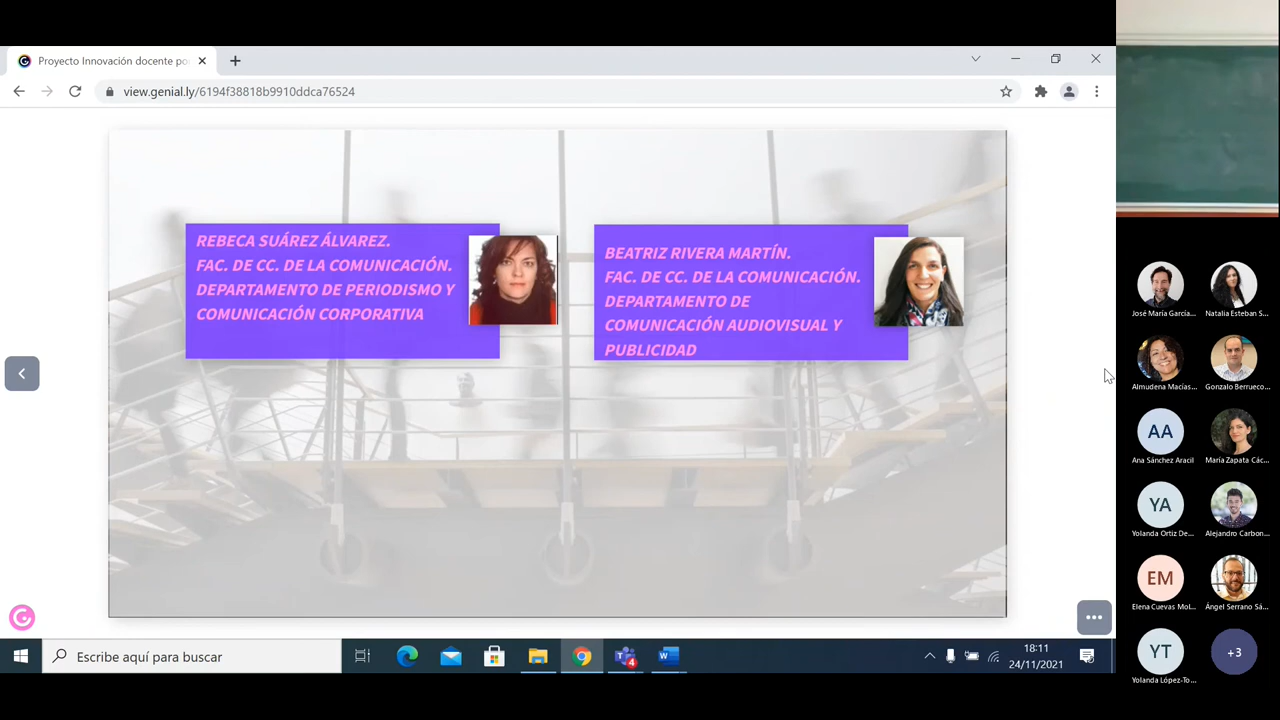 Proyecto Innovación docente po
view.genial.ly/6194f38818b9910ddca76524
REBECA SUÁREZ ÁLVAREZ.
FAC. DE CC. DE LA COMUNICACIÓN.
DEPARTAMENTO DE PERIODISMO Y
COMUNICACIÓN CORPORATIVA
BEATRIZ RIVERA MARTÍN.
FAC. DE CC. DE LA COMUNICACIÓN.
DEPARTAMENTO DE
COMUNICACIÓN AUDIOVISUAL Y
PUBLICIDAD
José María García...
Natalia Esteban S...
Almudena Macías...
Gonzalo Berrueco...
AA
Ana Sánchez Aracil
María Zapata Các...
YA
Yolanda Ortiz De...
Alejandro Carbon...
EM
Elena Cuevas Mol...
Ángel Serrano Sá...
YT
Yolanda López-To...
+3
Escribe aquí para buscar
4
18:11
24/11/2021